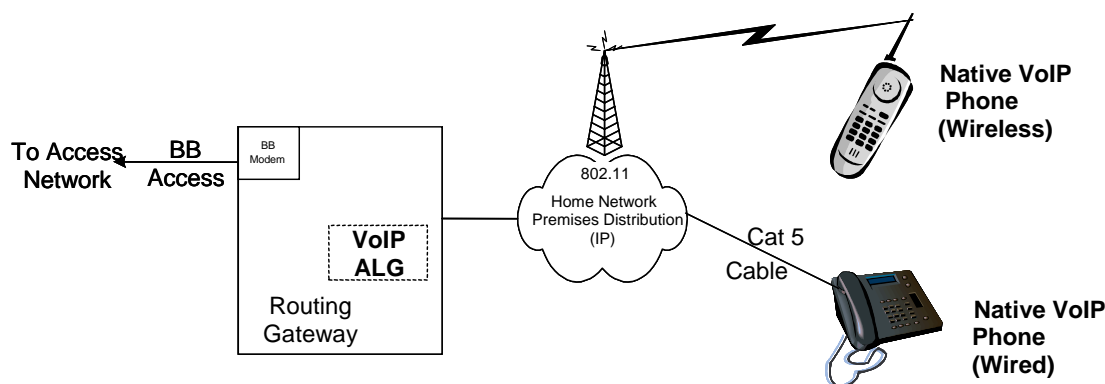 To Access
Network
BB
Access
BB
Modem
VoIP
ALG
Routing
Gateway
802.11
Home Network
Premises Distribution
(IP)
Cat 5
Cable
Native VoIP
Phone
(Wireless)
Native VoIP
Phone
(Wired)